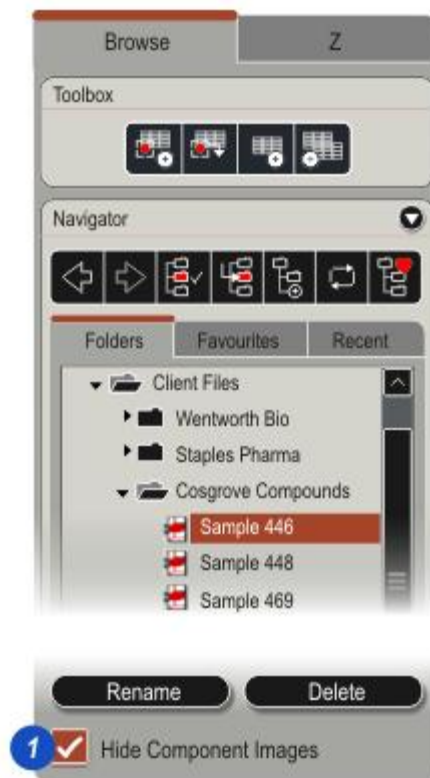 Browse Z
Toolbox
Navigator
Folders Favourites Recent
Client Files
Wentworth Bio
Staples Pharma
Cosgrove Compounds
Sample 446
Sample 448
Sample 469
Rename Delete
1 Hide Component Images